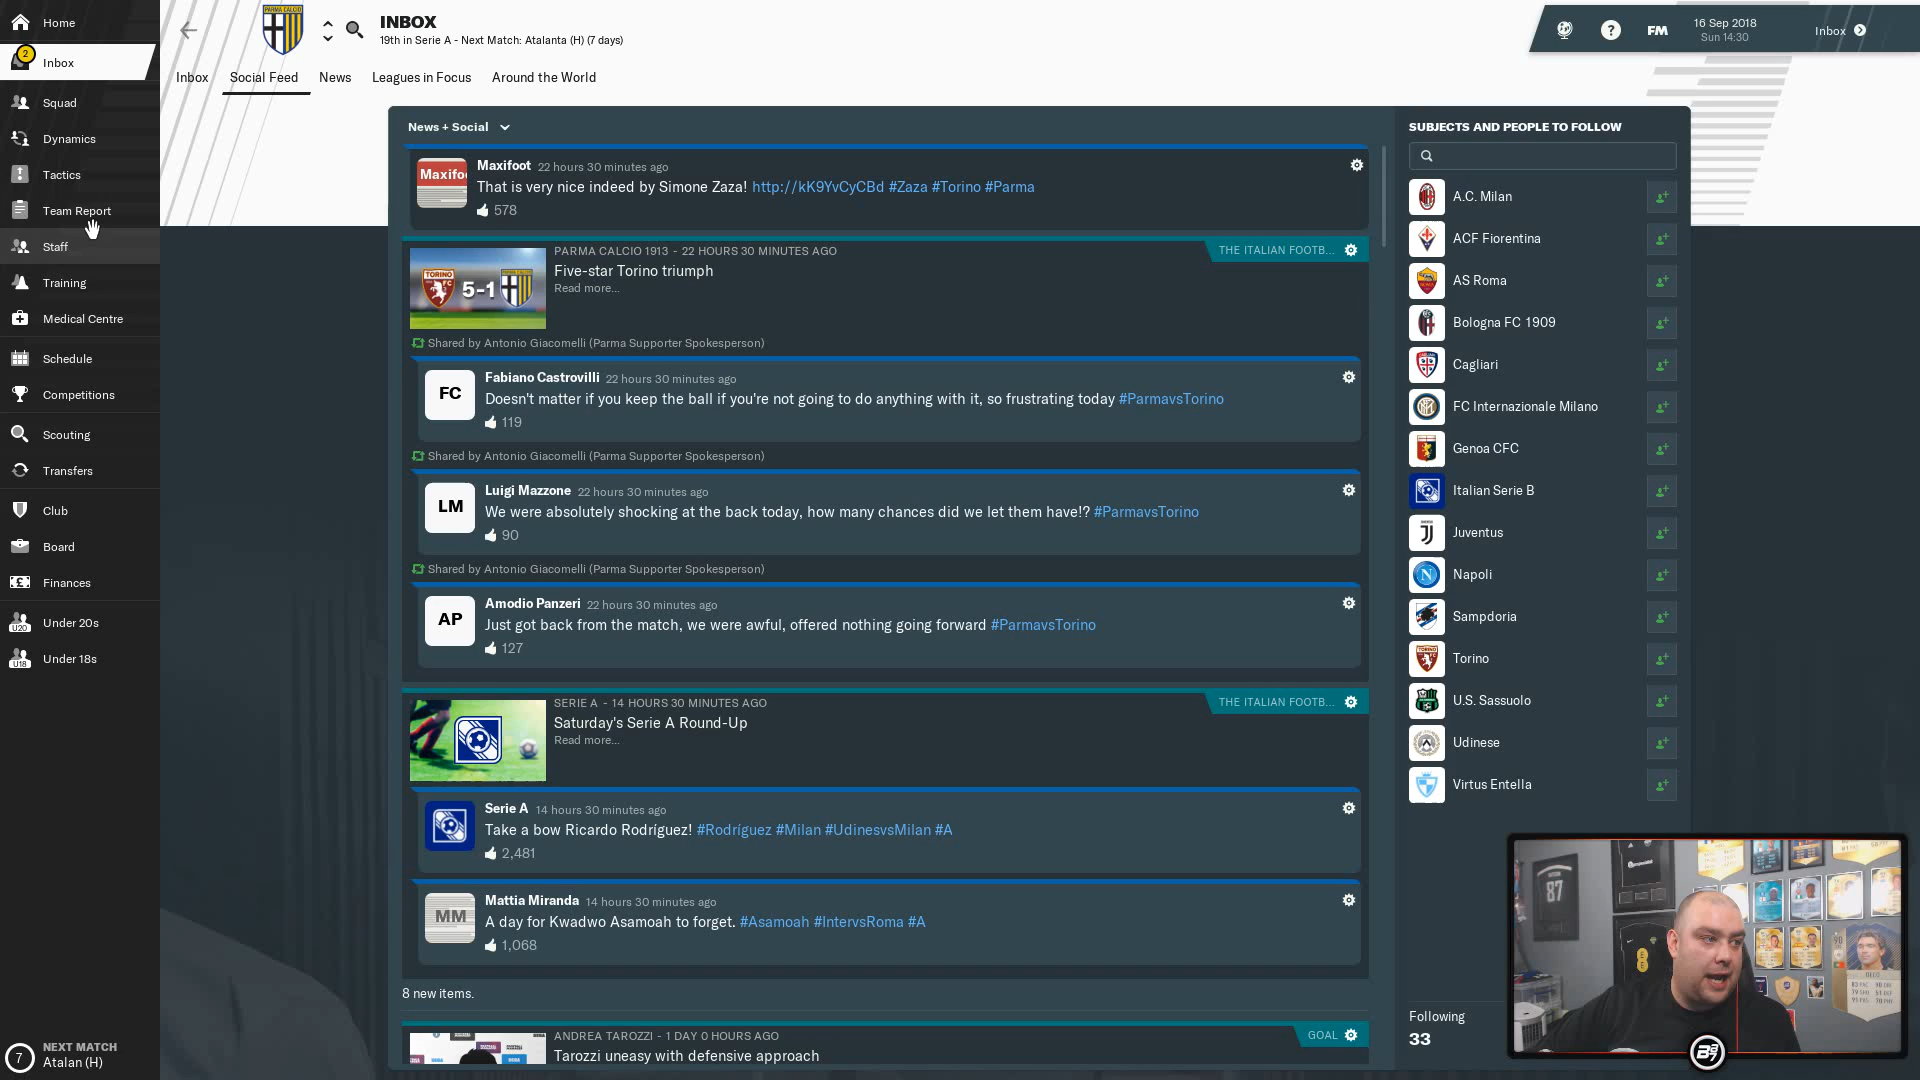 Home
2
Inbox
Squad
Dynamics
Tactics
Team Report
Staff
Training
Medical Centre
Schedule
Competitions
Scouting
Transfers
Club
Board
Finances
U20
Under 20s
U18
Under 18s
7
NEXT MATCH
Atalan (H)
PARMA CALCIO
INBOX
19th in Serie A - Next Match: Atalanta (H) (7 days)
?
FM
16 Sep 2018
Sun 14:30
Inbox
Inbox Social Feed News Leagues in Focus Around the World
News + Social
Maxifoo
Maxifoot 22 hours 30 minutes ago
That is very nice indeed by Simone Zaza! http://kK9YvCyCBd #Zaza #Torino #Parma
578
TORINO 5-1
PARMA CALCIO 1913 - 22 HOURS 30 MINUTES AGO
THE ITALIAN FOOTB...
Five-star Torino triumph
Read more...
Shared by Antonio Giacomelli (Parma Supporter Spokesperson)
FC
Fabiano Castrovilli 22 hours 30 minutes ago
Doesn't matter if you keep the ball if you're not going to do anything with it, so frustrating today #ParmavsTorino
119
Shared by Antonio Giacomelli (Parma Supporter Spokesperson)
LM
Luigi Mazzone 22 hours 30 minutes ago
We were absolutely shocking at the back today, how many chances did we let them have!? #ParmavsTorino
90
Shared by Antonio Giacomelli (Parma Supporter Spokesperson)
AP
Amodio Panzeri 22 hours 30 minutes ago
Just got back from the match, we were awful, offered nothing going forward #ParmavsTorino
127
SERIE A - 14 HOURS 30 MINUTES AGO
THE ITALIAN FOOTB...
Saturday's Serie A Round-Up
Read more...
Serie A 14 hours 30 minutes ago
Take a bow Ricardo Rodríguez! #Rodríguez #Milan #UdinesvsMilan #A
2,481
MM
Mattia Miranda 14 hours 30 minutes ago
A day for Kwadwo Asamoah to forget. #Asamoah #IntervsRoma #A
1,068
8 new items.
ANDREA TAROZZI - 1 DAY 0 HOURS AGO
GOAL
Tarozzi uneasy with defensive approach
SUBJECTS AND PEOPLE TO FOLLOW
A.C. Milan
ACF Fiorentina
AS Roma
Bologna FC 1909
Cagliari
FC Internazionale Milano
Genoa CFC
Italian Serie B
Juventus
Napoli
Sampdoria
Torino
U.S. Sassuolo
Udinese
Virtus Entella
Following
33
87